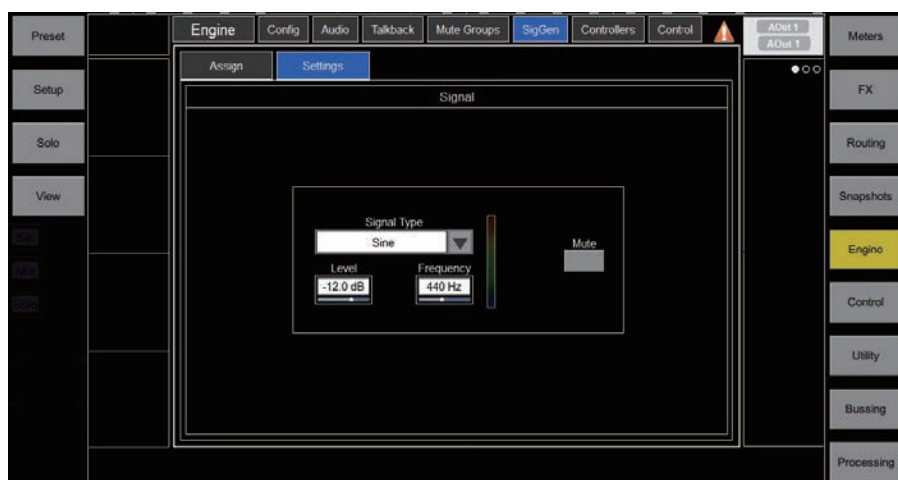 Preset
Setup
Solo
View
Engine
Config
Audio
Talkback
Mute Groups
SigGen
Controllers
Control
AOut 1
AOut 1
Assign
Settings
Signal
Signal Type
Sine
Level
Frequency
-12.0 dB
440 Hz
Mute
Meters
FX
Routing
Snapshots
Engine
Control
Utility
Bussing
Processing